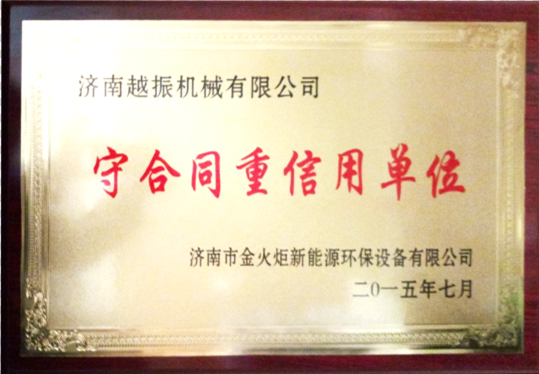 济南越振机械有限公司
守合同重信用单位
济南市金火炬新能源环保设备有限公司
二0一五年七月